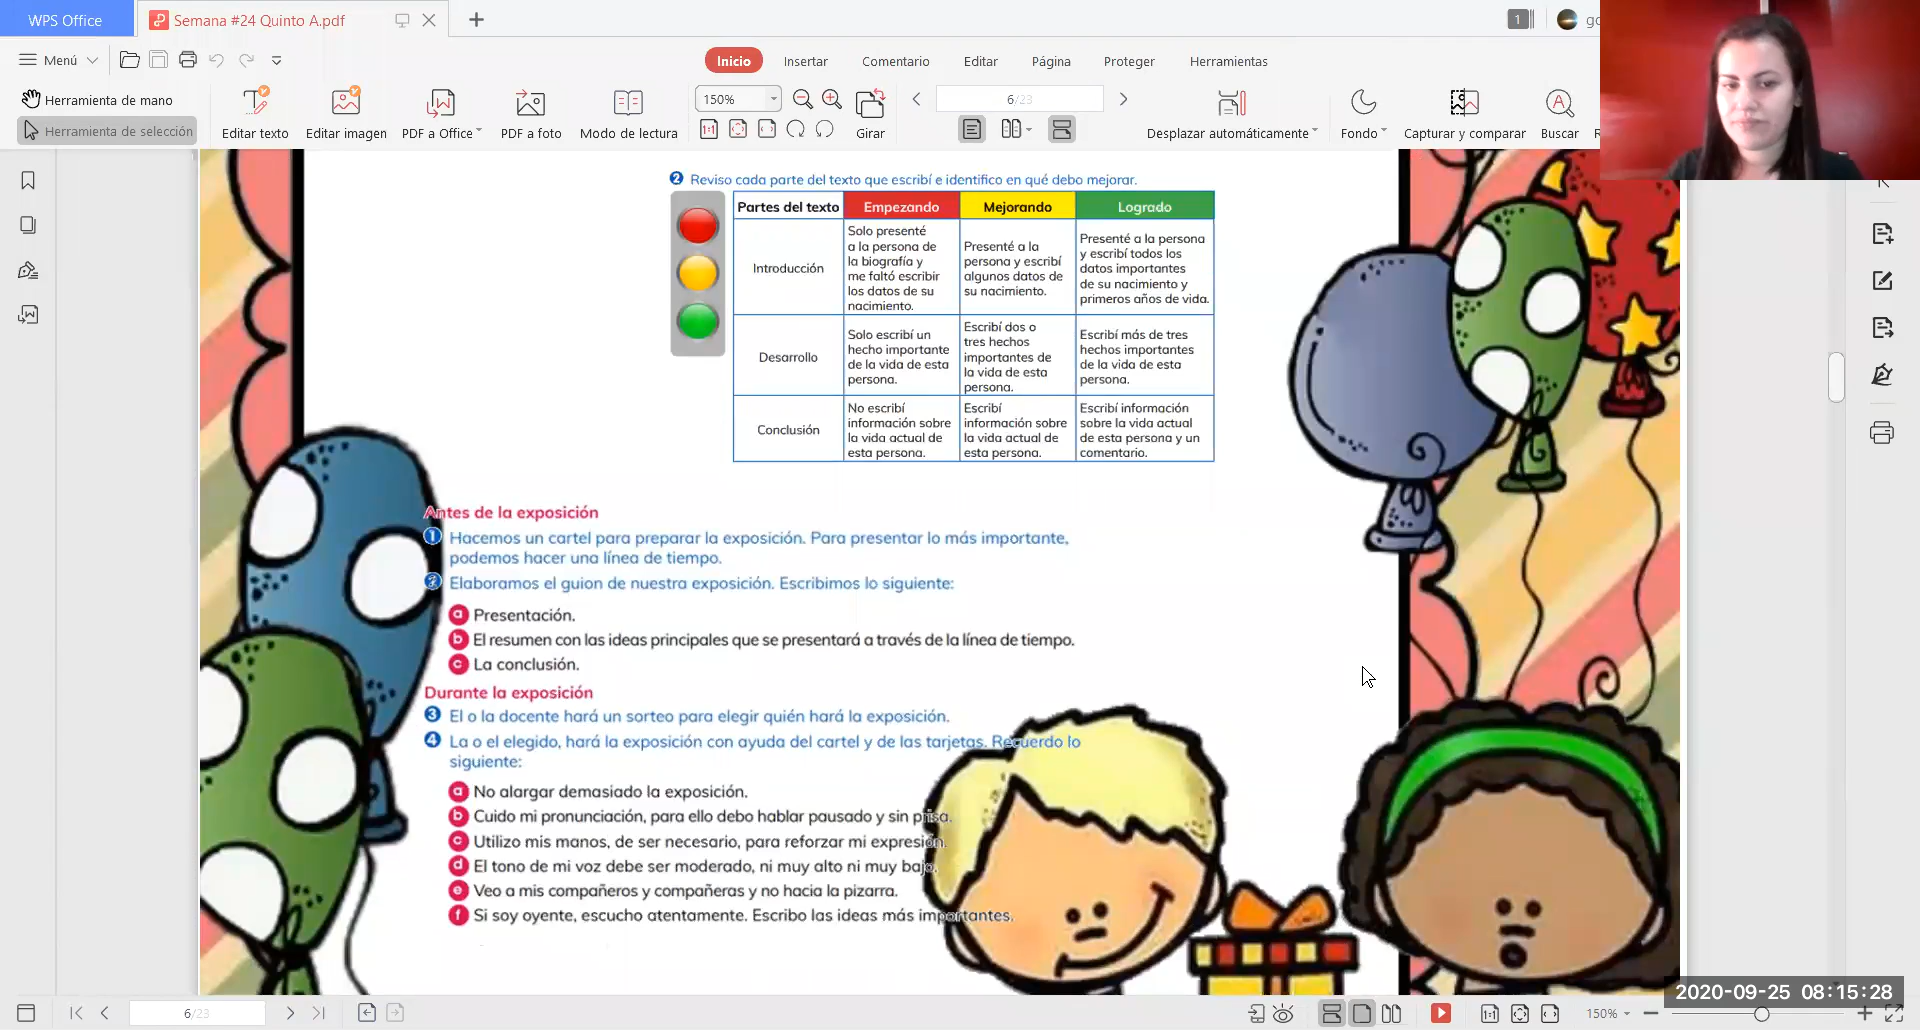 WPS Office
Semana #24 Quinto A.pdf
1
Menú
Inicio
Insertar
Comentario
Editar
Página
Proteger
Herramientas
Herramienta de mano
Herramienta de selección
Editar texto
Editar imagen
PDF a Office
PDF a foto
Modo de lectura
150%
Girar
6/23
Desplazar automáticamente
Fondo
Capturar y comparar
Buscar
2 Reviso cada parte del texto que escribí e identifico en qué debo mejorar.
Partes del texto
Empezando
Mejorando
Logrado
Introducción
Solo presenté
a la persona de
la biografía y
me faltó escribir
los datos de su
nacimiento.
Presenté a la
persona y escribí
algunos datos de
su nacimiento.
Presenté a la persona
y escribí todos los
datos importantes
de su nacimiento y
primeros años de vida.
Desarrollo
Solo escribí un
hecho importante
de la vida de esta
persona.
Escribí dos o
tres hechos
importantes de
la vida de esta
persona.
Escribí más de tres
hechos importantes
de la vida de esta
persona.
Conclusión
No escribí
información sobre
la vida actual de
esta persona.
Escribí
información sobre
la vida actual de
esta persona.
Escribí información
sobre la vida actual
de esta persona y un
comentario.
Antes de la exposición
1 Hacemos un cartel para preparar la exposición. Para presentar lo más importante,
podemos hacer una línea de tiempo.
2 Elaboramos el guion de nuestra exposición. Escribimos lo siguiente:
a Presentación.
b El resumen con las ideas principales que se presentará a través de la línea de tiempo.
c La conclusión.
Durante la exposición
3 El o la docente hará un sorteo para elegir quién hará la exposición.
4 La o el elegido, hará la exposición con ayuda del cartel y de las tarjetas. Recuerdo lo
siguiente:
a No alargar demasiado la exposición.
b Cuido mi pronunciación, para ello debo hablar pausado y sin prisa.
c Utilizo mis manos, de ser necesario, para reforzar mi expresión.
d El tono de mi voz debe ser moderado, ni muy alto ni muy bajo.
e Veo a mis compañeros y compañeras y no hacia la pizarra.
f Si soy oyente, escucho atentamente. Escribo las ideas más importantes.
2020-09-25 08:15:28
6/23
150%